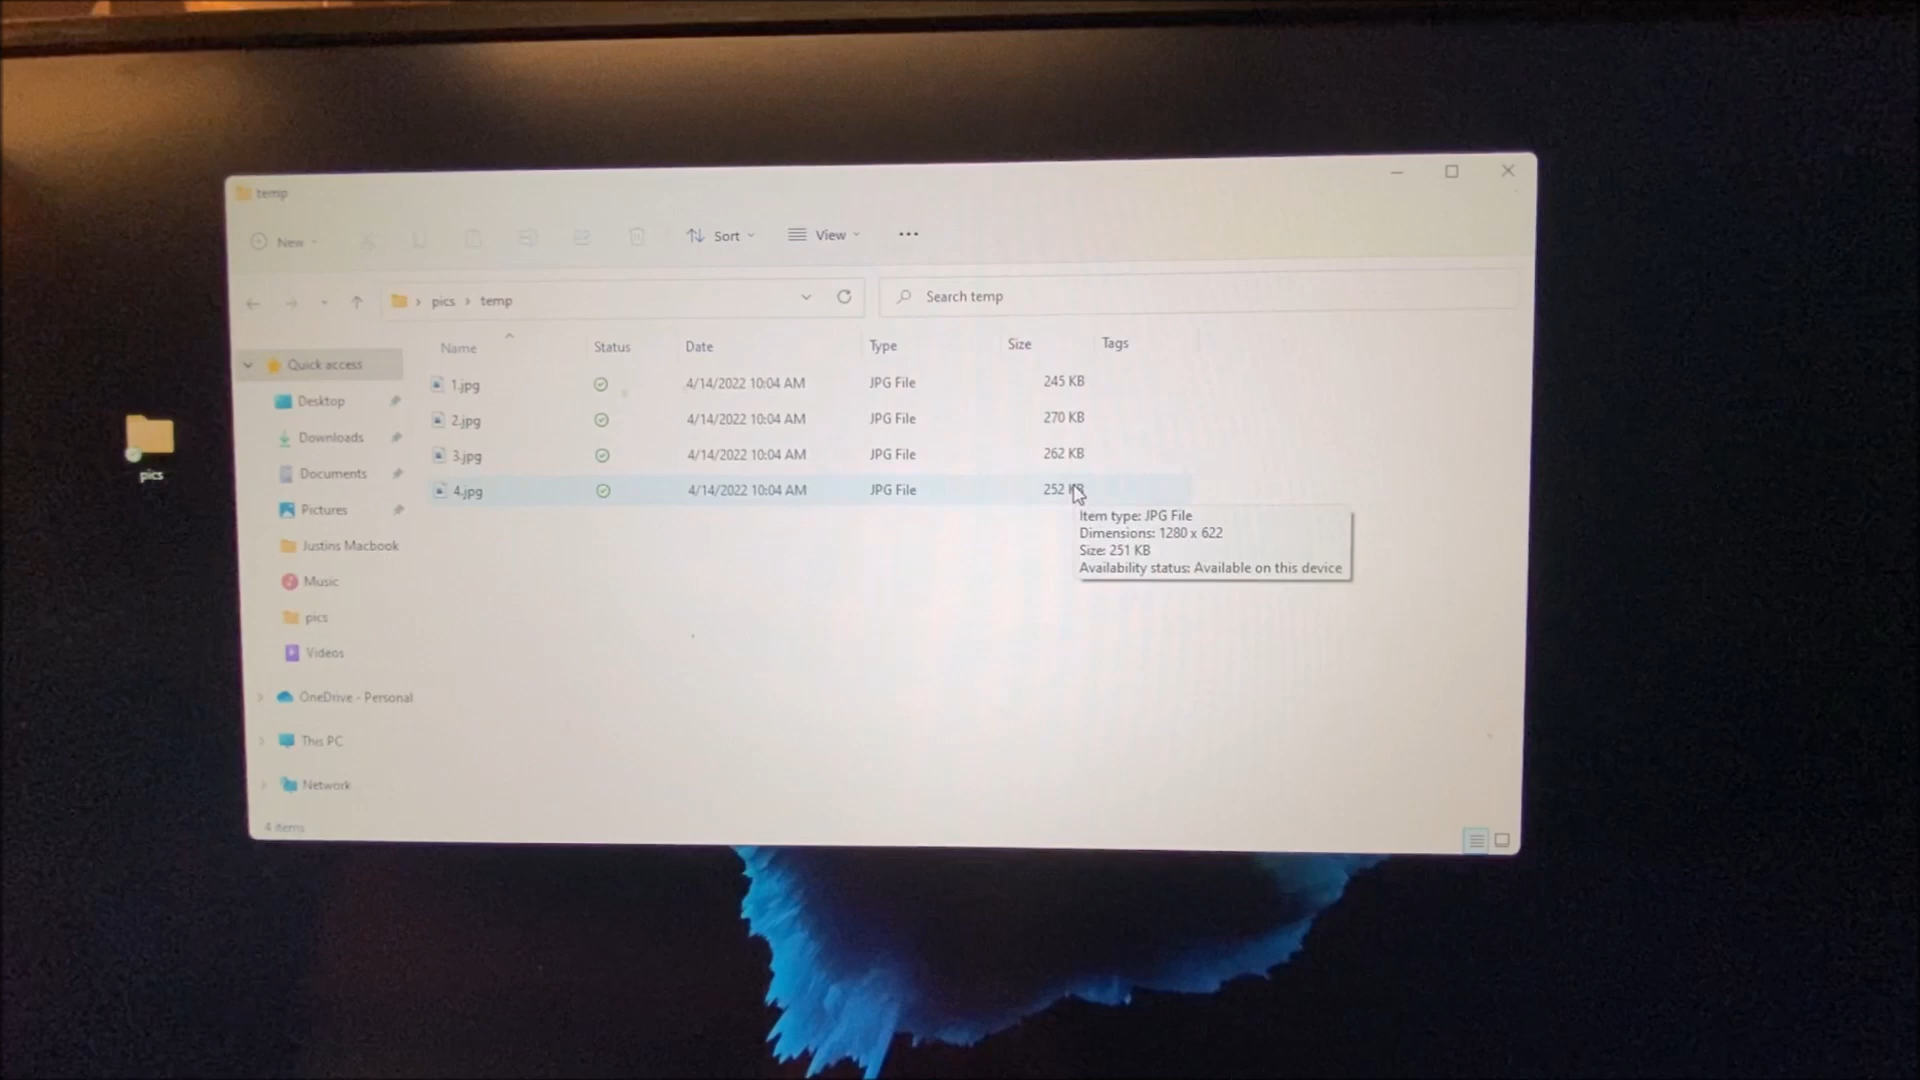 temp
New
Sort
View
pics
temp
Search temp
Name
Status
Date
Type
Size
Tags
Quick access
1.jpg
4/14/2022 10:04 AM
JPG File
245 KB
Desktop
2.jpg
4/14/2022 10:04 AM
JPG File
270 KB
Downloads
3.jpg
4/14/2022 10:04 AM
JPG File
262 KB
Documents
4.jpg
4/14/2022 10:04 AM
JPG File
252 KB
Item type: JPG File
Dimensions: 1280 x 622
Size: 251 KB
Availability status: Available on this device
Pictures
Justins Macbook
Music
pics
Videos
OneDrive - Personal
This PC
Network
4 items
pics